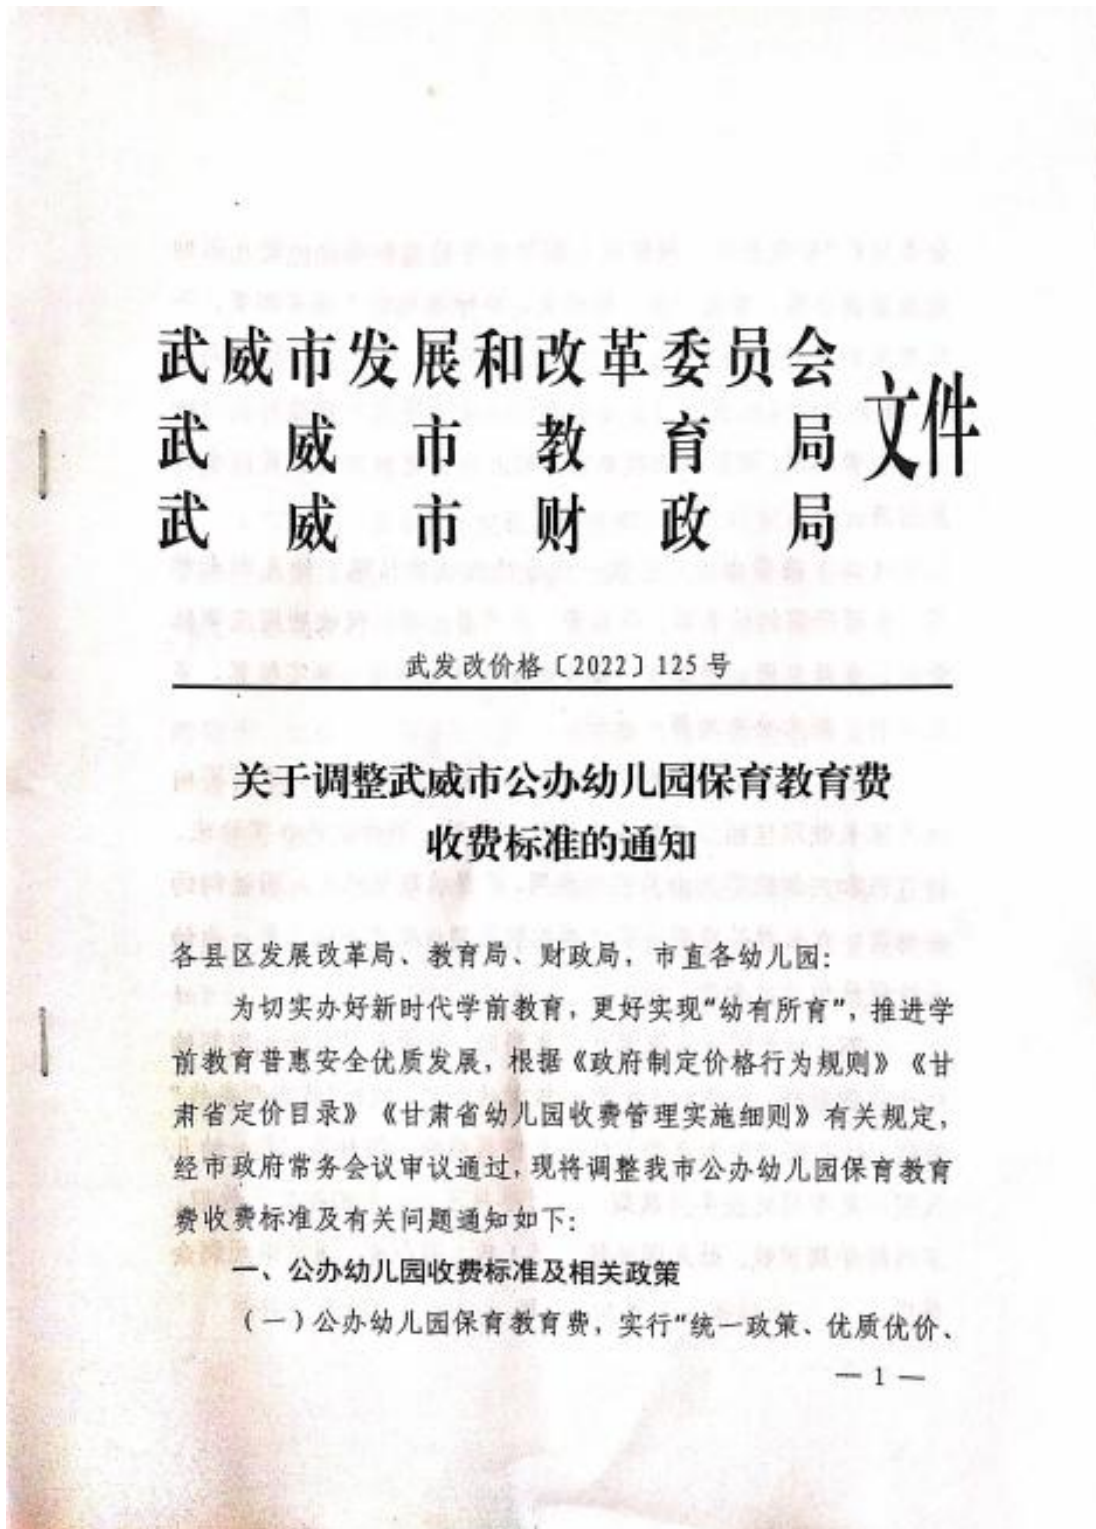 武威市发展和改革委员会
武威市教育局
武威市财政局
文件
武发改价格〔2022〕125号
关于调整武威市公办幼儿园保育教育费
收费标准的通知
各县区发展改革局、教育局、财政局，市直各幼儿园：
为切实办好新时代学前教育，更好实现“幼有所育”，推进学
前教育普惠安全优质发展，根据《政府制定价格行为规则》《甘
肃省定价目录》《甘肃省幼儿园收费管理实施细则》有关规定，
经市政府常务会议审议通过，现将调整我市公办幼儿园保育教育
费收费标准及有关问题通知如下：
一、公办幼儿园收费标准及相关政策
（一）公办幼儿园保育教育费，实行“统一政策、优质优价、
— 1 —